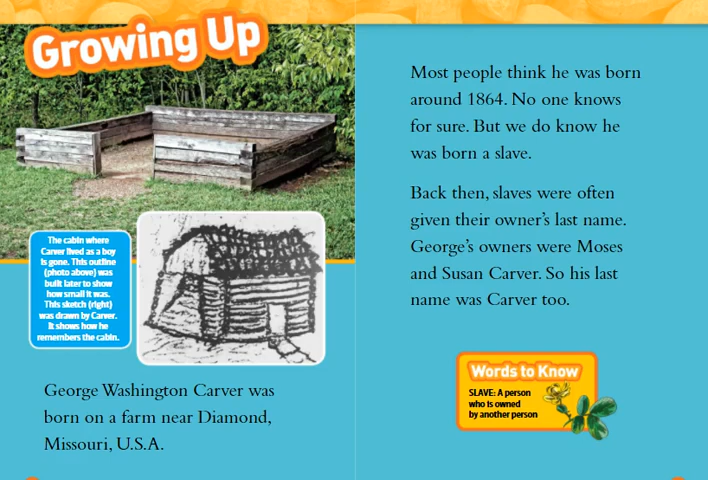 Growing Up
The cabin where
Carver lived as a boy
is gone. This outline
(photo above) was
built later to show
how small it was.
This sketch (right)
was drawn by Carver.
It shows how he
remembers the cabin.
George Washington Carver was
born on a farm near Diamond,
Missouri, U.S.A.
Most people think he was born
around 1864. No one knows
for sure. But we do know he
was born a slave.
Back then, slaves were often
given their owner’s last name.
George’s owners were Moses
and Susan Carver. So his last
name was Carver too.
Words to Know
SLAVE: A person
who is owned
by another person